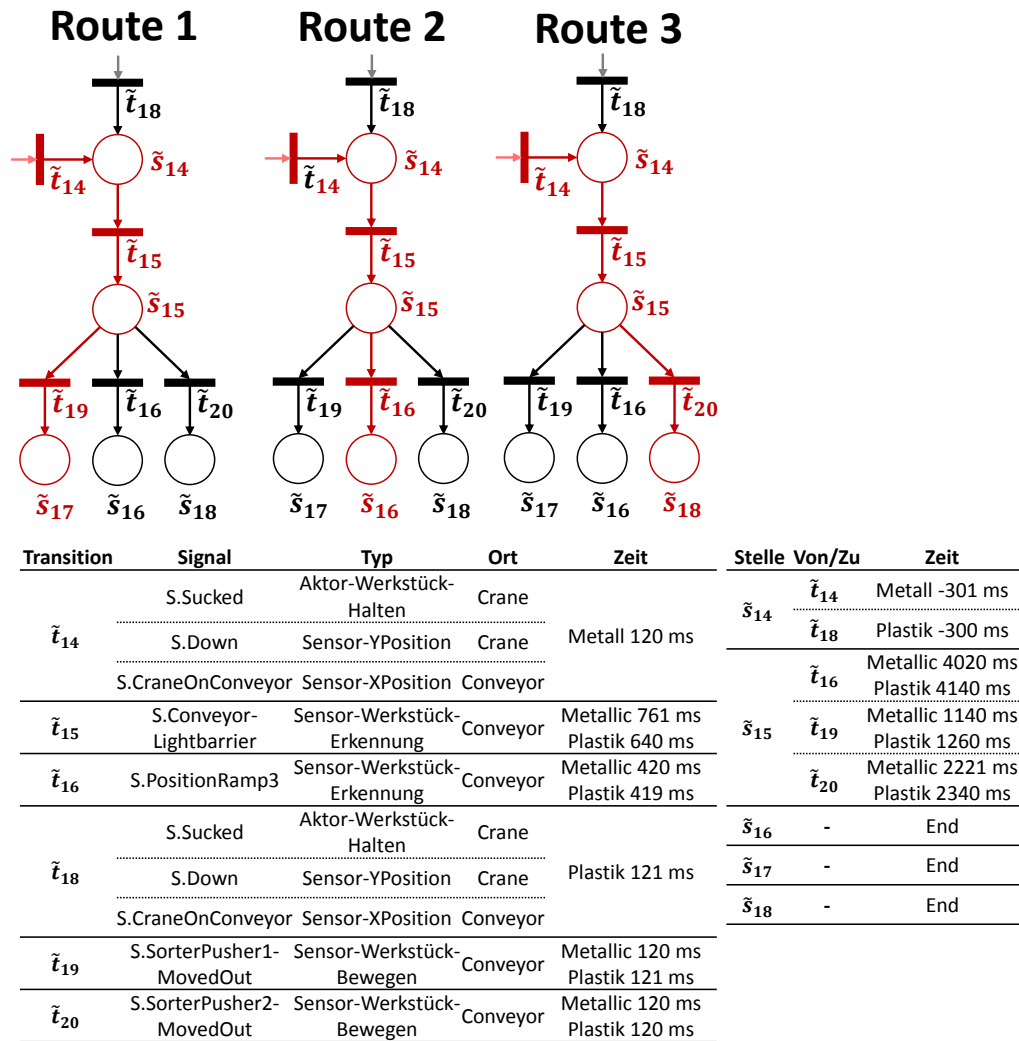 Route 1 Route 2 Route 3
t̃₁₈ t̃₁₈ t̃₁₈
s̃₁₄ s̃₁₄ s̃₁₄
t̃₁₄ t̃₁₄ t̃₁₄
t̃₁₅ t̃₁₅ t̃₁₅
s̃₁₅ s̃₁₅ s̃₁₅
t̃₁₉ t̃₁₆ t̃₂₀ t̃₁₉ t̃₁₆ t̃₂₀ t̃₁₉ t̃₁₆ t̃₂₀
s̃₁₇ s̃₁₆ s̃₁₈ s̃₁₇ s̃₁₆ s̃₁₈ s̃₁₇ s̃₁₆ s̃₁₈
Transition Signal Typ Ort Zeit
t̃₁₄
S.Sucked
Aktor-Werkstück-
Halten
Crane
S.Down Sensor-YPosition Crane
Metall 120 ms
S.CraneOnConveyor Sensor-XPosition Conveyor
t̃₁₅
S.Conveyor-
Lightbarrier
Sensor-Werkstück-
Erkennung
Conveyor
Metallic 761 ms
Plastik 640 ms
t̃₁₆
S.PositionRamp3
Sensor-Werkstück-
Erkennung
Conveyor
Metallic 420 ms
Plastik 419 ms
t̃₁₈
S.Sucked
Aktor-Werkstück-
Halten
Crane
S.Down Sensor-YPosition Crane
Plastik 121 ms
S.CraneOnConveyor Sensor-XPosition Conveyor
t̃₁₉
S.SorterPusher1-
MovedOut
Sensor-Werkstück-
Bewegen
Conveyor
Metallic 120 ms
Plastik 121 ms
t̃₂₀
S.SorterPusher2-
MovedOut
Sensor-Werkstück-
Bewegen
Conveyor
Metallic 120 ms
Plastik 120 ms
Stelle Von/Zu Zeit
s̃₁₄
t̃₁₄ Metall -301 ms
t̃₁₈ Plastik -300 ms
s̃₁₅
t̃₁₆
Metallic 4020 ms
Plastik 4140 ms
t̃₁₉
Metallic 1140 ms
Plastik 1260 ms
t̃₂₀
Metallic 2221 ms
Plastik 2340 ms
s̃₁₆ - End
s̃₁₇ - End
s̃₁₈ - End